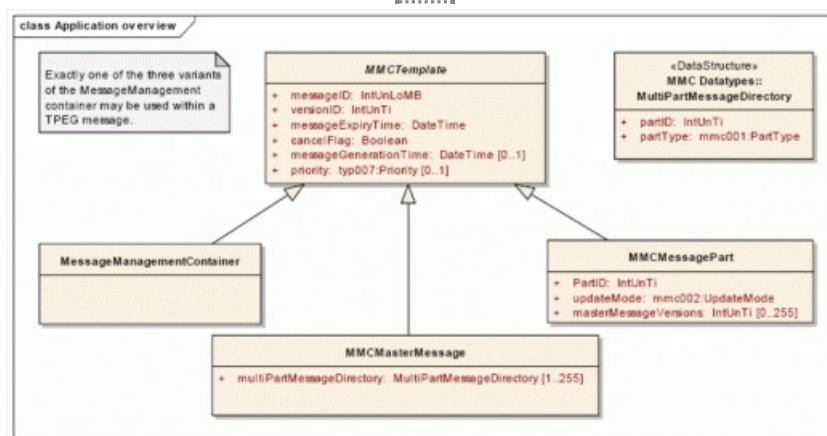 class Application overview
Exactly one of the three variants
of the MessageManagement
container may be used within a
TPEG message.
MMCTemplate
+ messageID: IntUnLoMB
+ versionID: IntUnTi
+ messageExpiryTime: DateTime
+ cancelFlag: Boolean
+ messageGenerationTime: DateTime [0..1]
+ priority: typ007:Priority [0..1]
«DataStructure»
MMC Datatypes::
MultiPartMessageDirectory
+ partID: IntUnTi
+ partType: mmc001:PartType
MessageManagementContainer
MMCMessagePart
+ PartID: IntUnTi
+ updateMode: mmc002:UpdateMode
+ masterMessageVersions: IntUnTi [0..255]
MMCMasterMessage
+ multiPartMessageDirectory: MultiPartMessageDirectory [1..255]